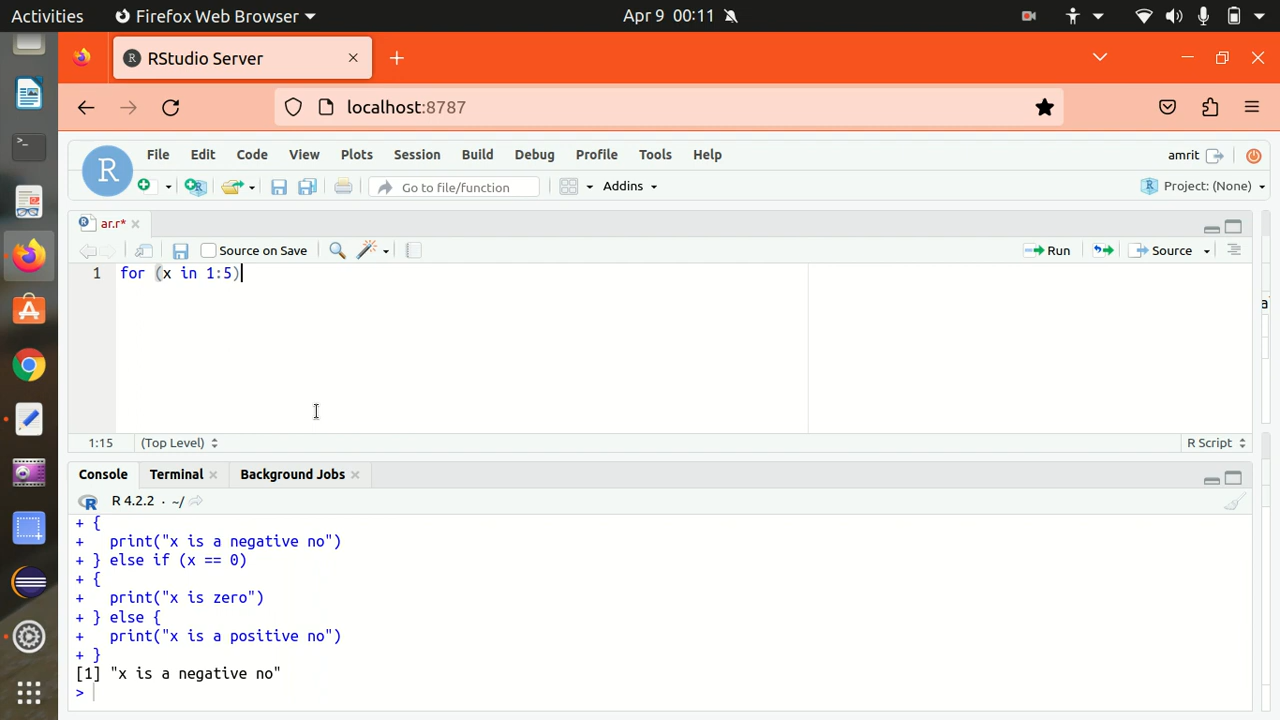 Activities Firefox Web Browser Apr 9 00:11
RStudio Server
localhost:8787
R File Edit Code View Plots Session Build Debug Profile Tools Help amrit
Go to file/function Addins Project: (None)
ar.r*
Source on Save Run Source
1 for (x in 1:5)
1:15 (Top Level) R Script
Console Terminal Background Jobs
R 4.2.2 · ~/
+ {
+   print("x is a negative no")
+ } else if (x == 0)
+ {
+   print("x is zero")
+ } else {
+   print("x is a positive no")
+ }
[1] "x is a negative no"
>